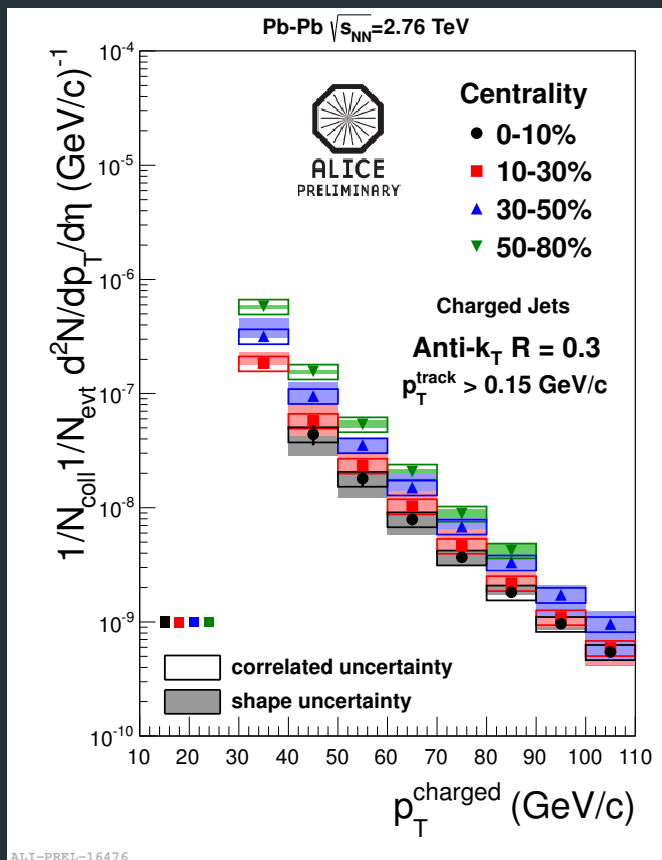 Pb-Pb √sNN=2.76 TeV
1/Ncoll 1/Nevt d²N/dpT/dη (GeV/c)⁻¹
10⁻⁴
10⁻⁵
10⁻⁶
10⁻⁷
10⁻⁸
10⁻⁹
10⁻¹⁰
ALICE
PRELIMINARY
Centrality
0-10%
10-30%
30-50%
50-80%
Charged Jets
Anti-kT R = 0.3
pT^track > 0.15 GeV/c
correlated uncertainty
shape uncertainty
10 20 30 40 50 60 70 80 90 100 110
pT^charged (GeV/c)
ALI-PREL-16476